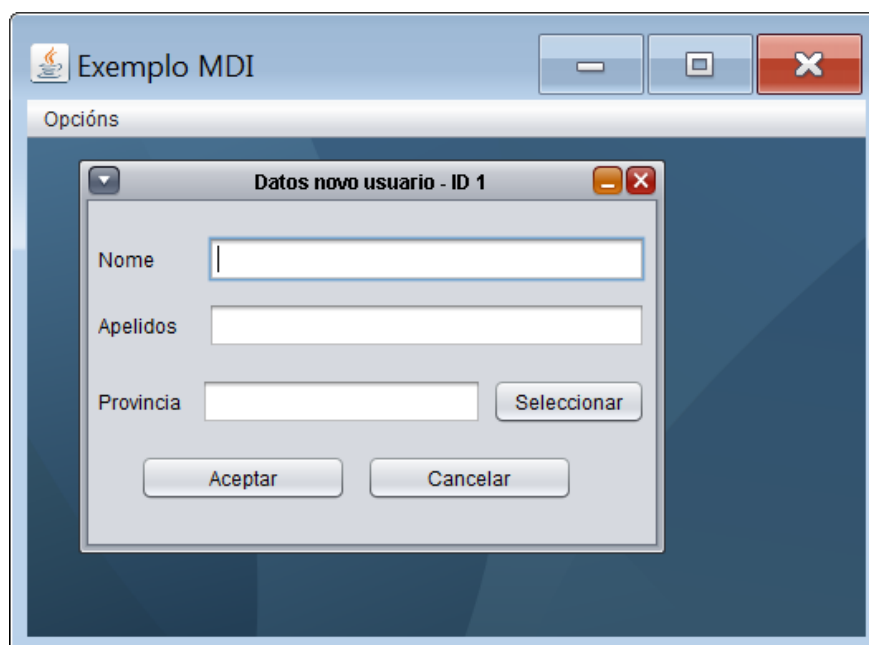 Exemplo MDI
Opcións
Datos novo usuario - ID 1
Nome
Apelidos
Provincia Seleccionar
Aceptar Cancelar